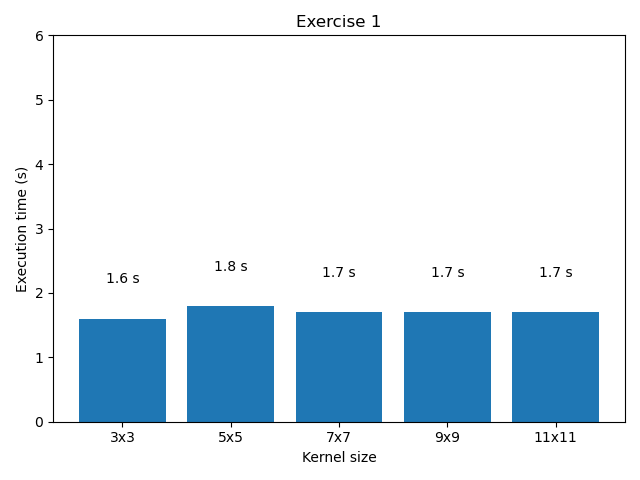 Exercise 1
Execution time (s)
6
5
4
3
2
1
0
1.6 s
1.8 s
1.7 s
1.7 s
1.7 s
3x3
5x5
7x7
9x9
11x11
Kernel size